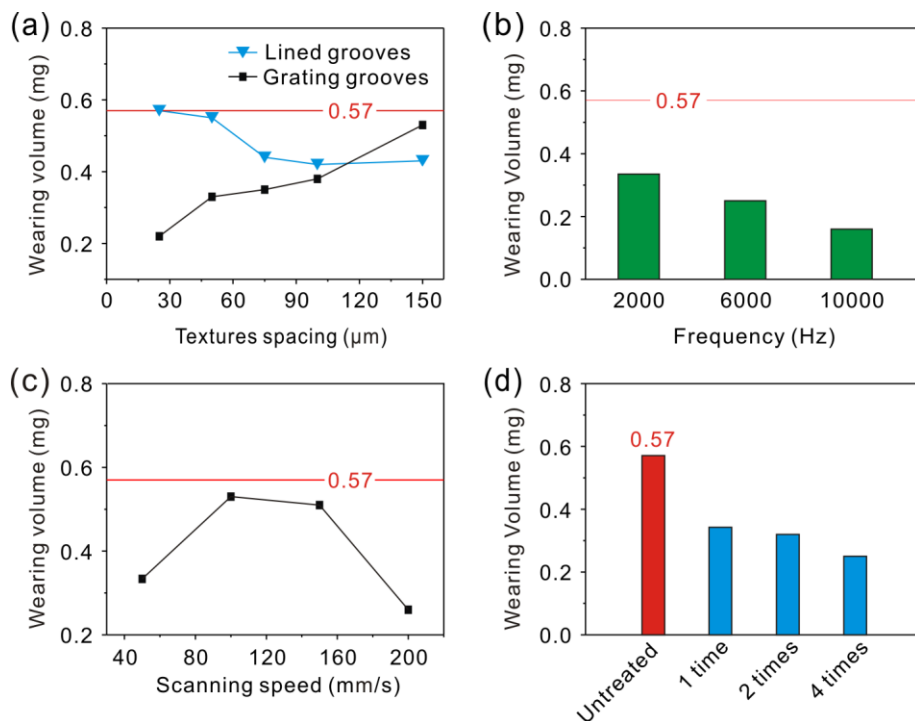 (a)
Wearing volume (mg)
0.8
0.6
0.4
0.2
Lined grooves
Grating grooves
0.57
0 30 60 90 120 150
Textures spacing (μm)
(b)
Wearing Volume (mg)
0.8
0.6
0.4
0.2
0.0
0.57
2000 6000 10000
Frequency (Hz)
(c)
Wearing volume (mg)
0.8
0.6
0.4
0.2
0.57
40 80 120 160 200
Scanning speed (mm/s)
(d)
Wearing Volume (mg)
0.8
0.6
0.4
0.2
0.0
0.57
Untreated
1 time
2 times
4 times